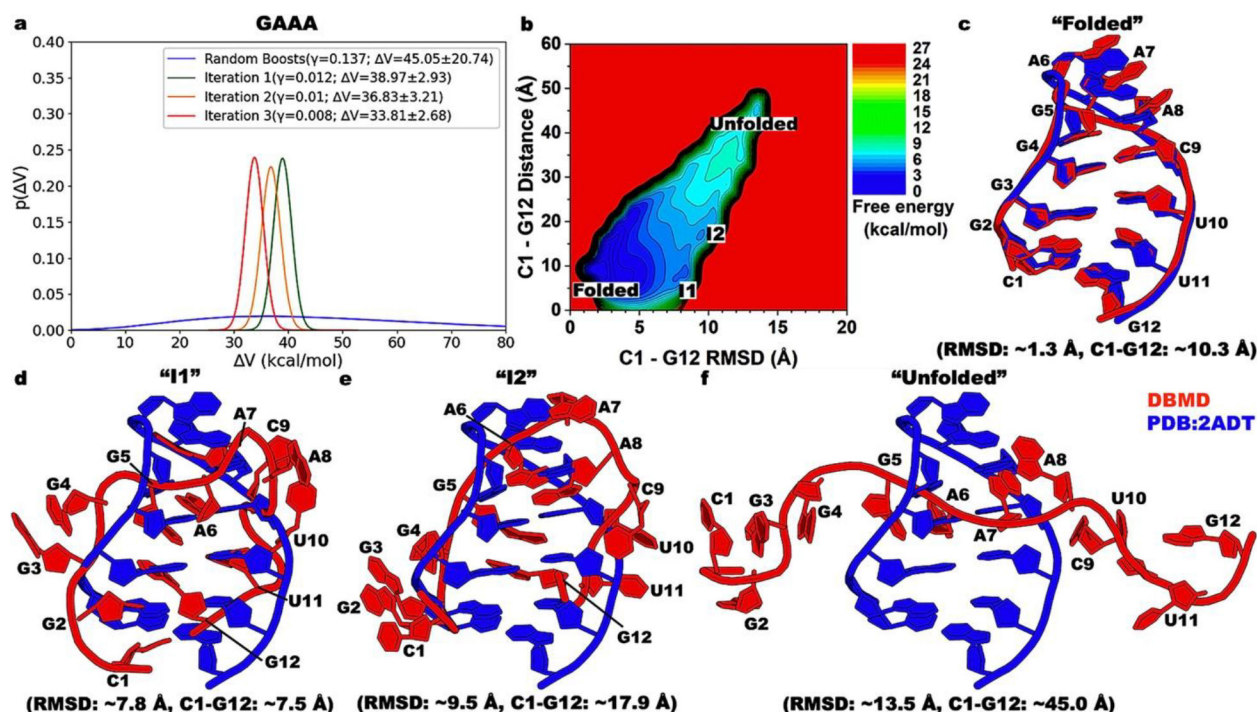 a
GAAA
0.40
0.35
0.30
0.25
0.20
0.15
0.10
0.05
0.00
p(ΔV)
Random Boosts(γ=0.137; ΔV=45.05±20.74)
Iteration 1(γ=0.012; ΔV=38.97±2.93)
Iteration 2(γ=0.01; ΔV=36.83±3.21)
Iteration 3(γ=0.008; ΔV=33.81±2.68)
0 10 20 30 40 50 60 70 80
ΔV (kcal/mol)
b
60
50
40
30
20
10
0
C1 - G12 Distance (Å)
Unfolded
I2
Folded
I1
0 5 10 15 20
C1 - G12 RMSD (Å)
27
24
21
18
15
12
9
6
3
0
Free energy
(kcal/mol)
c
"Folded"
A6
A7
G5
A8
G4
C9
G3
G2
U10
C1
U11
G12
(RMSD: ~1.3 Å, C1-G12: ~10.3 Å)
d
"I1"
A7
C9
G5
A8
G4
A6
U10
G3
U11
G2
G12
C1
(RMSD: ~7.8 Å, C1-G12: ~7.5 Å)
e
"I2"
A6
A7
A8
G5
C9
G4
U10
G3
U11
G2
G12
C1
(RMSD: ~9.5 Å, C1-G12: ~17.9 Å)
f
"Unfolded"
DBMD
PDB:2ADT
G5
A8
C1
G3
A6
U10
G4
G12
A7
C9
G2
U11
(RMSD: ~13.5 Å, C1-G12: ~45.0 Å)